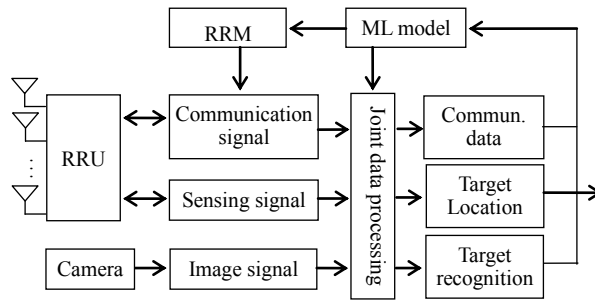 RRM
ML model
RRU
Communication
signal
Joint data processing
Commun.
data
Sensing signal
Target
Location
Camera
Image signal
Target
recognition